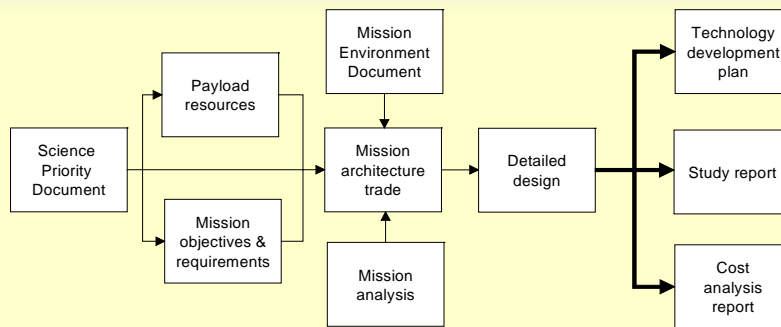 Science
Priority
Document
Payload
resources
Mission
objectives &
requirements
Mission
Environment
Document
Mission
architecture
trade
Mission
analysis
Detailed
design
Technology
development
plan
Study report
Cost
analysis
report